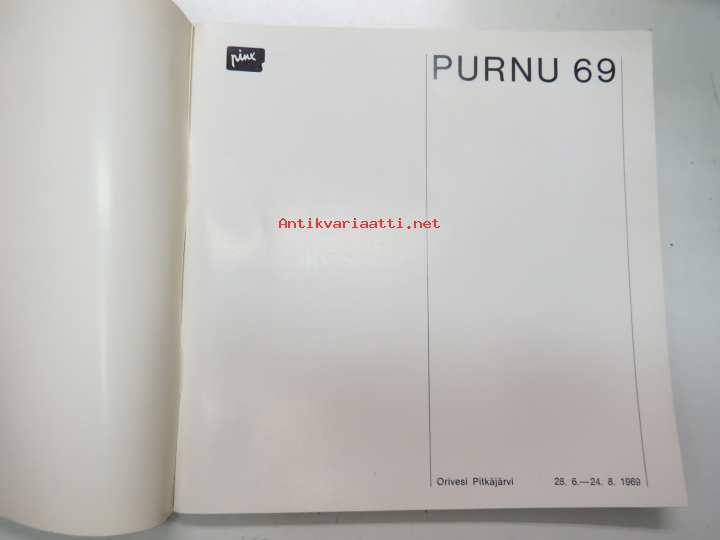 pinx
PURNU 69
Antikvariaatti.net
Orivesi Pitkäjärvi 28. 6.—24. 8. 1969